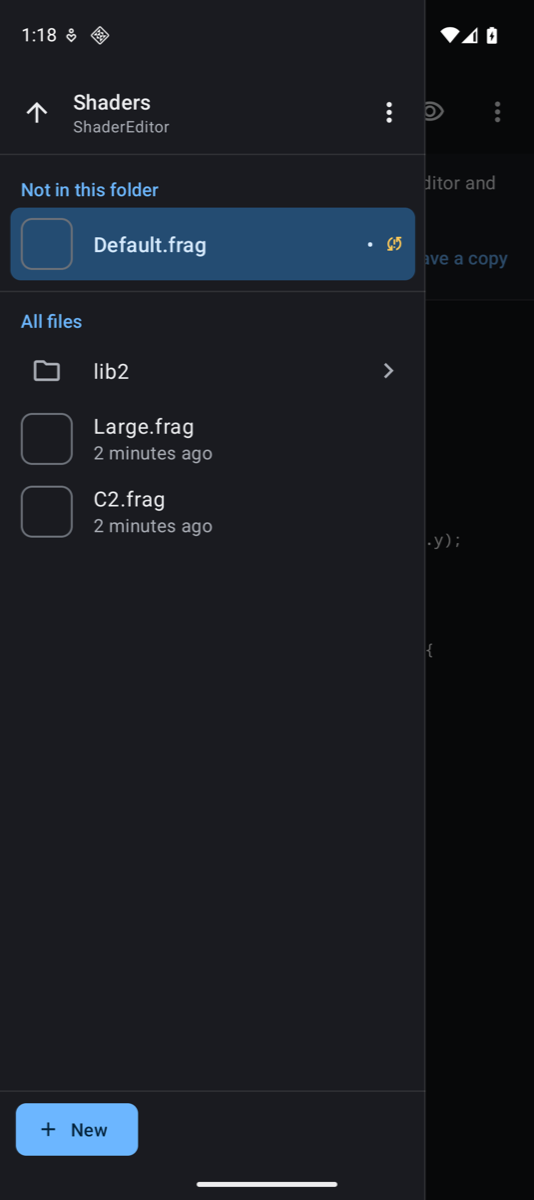 1:18
Shaders
ShaderEditor
ditor and
Not in this folder
Default.frag
ave a copy
All files
lib2
Large.frag
2 minutes ago
C2.frag
2 minutes ago
.y);
{
+ New